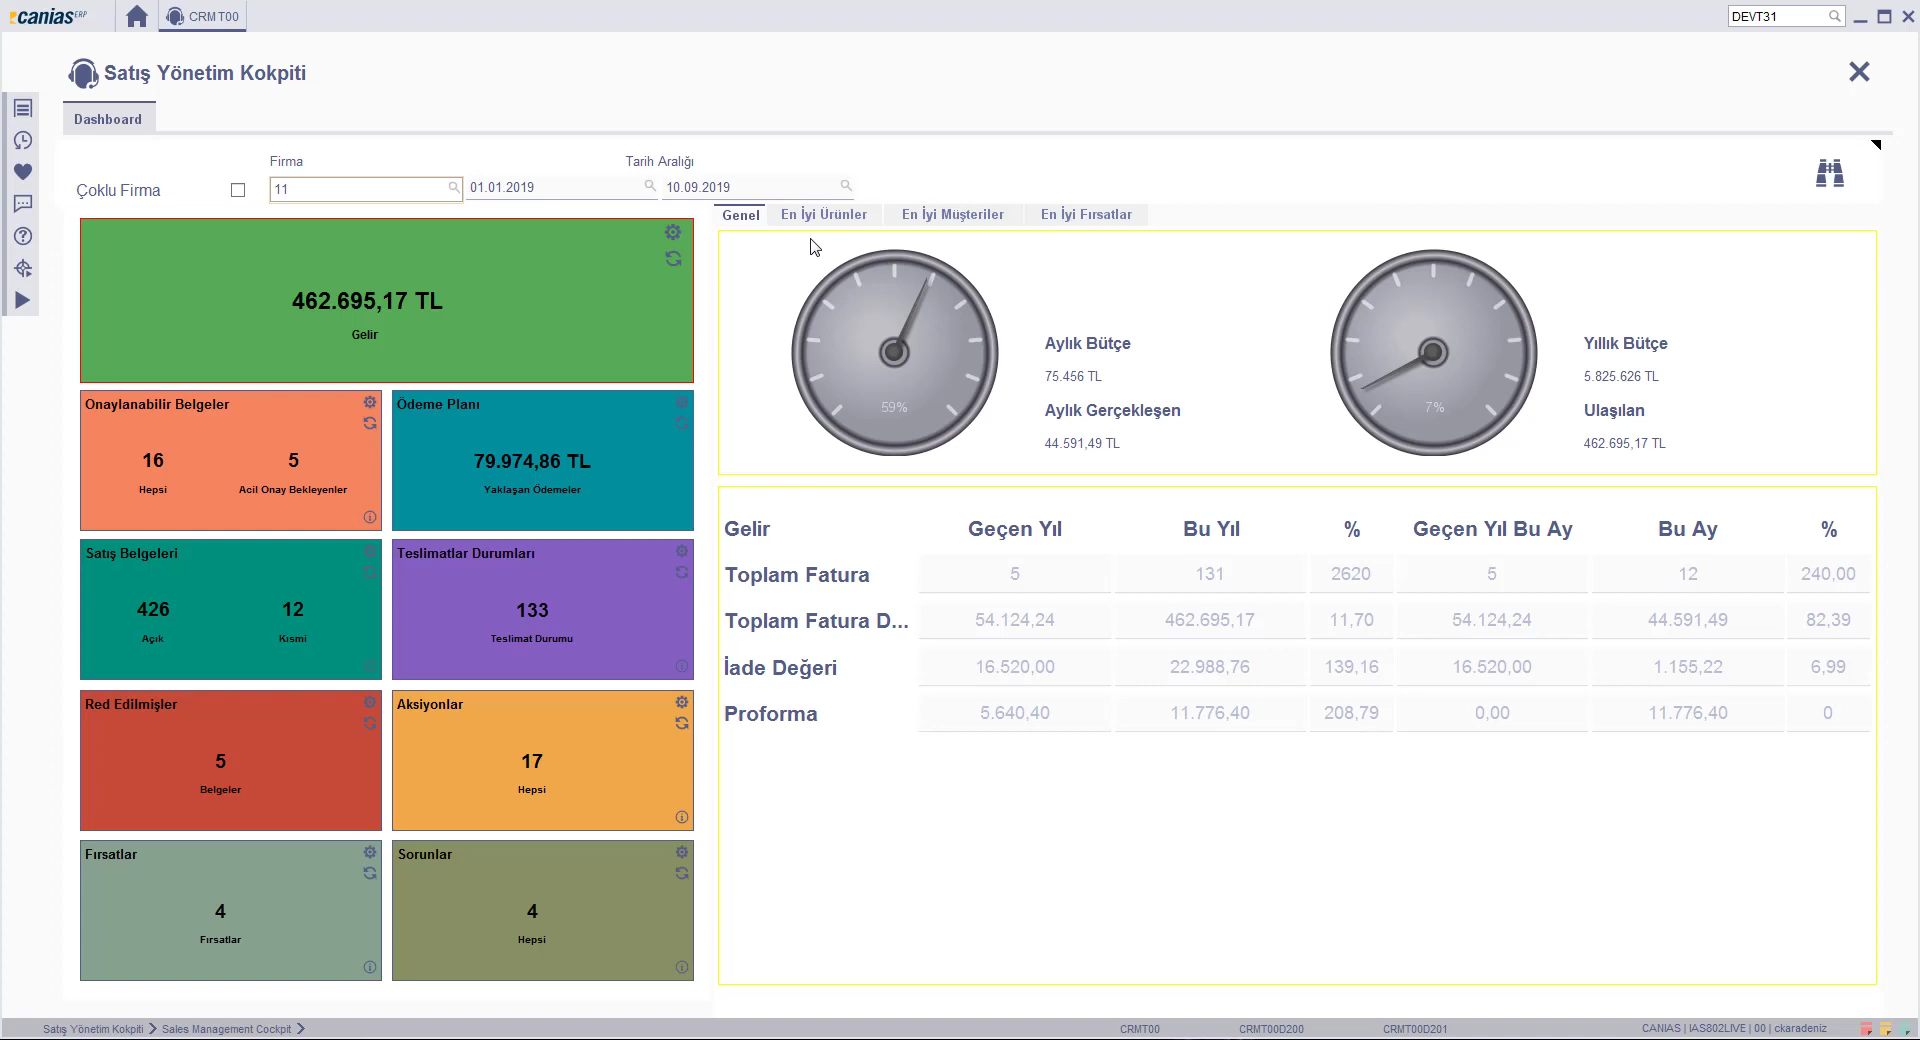 caniasERP
CRMT00
DEVT31
Satış Yönetim Kokpiti
Dashboard
Firma
Tarih Aralığı
Çoklu Firma
11
01.01.2019
10.09.2019
Genel
En İyi Ürünler
En İyi Müşteriler
En İyi Fırsatlar
462.695,17 TL
Gelir
Onaylanabilir Belgeler
16
5
Hepsi
Acil Onay Bekleyenler
Ödeme Planı
79.974,86 TL
Yaklaşan Ödemeler
Satış Belgeleri
426
12
Açık
Kısmi
Teslimatlar Durumları
133
Teslimat Durumu
Red Edilmişler
5
Belgeler
Aksiyonlar
17
Hepsi
Fırsatlar
4
Fırsatlar
Sorunlar
4
Hepsi
59%
Aylık Bütçe
75.456 TL
Aylık Gerçekleşen
44.591,49 TL
7%
Yıllık Bütçe
5.825.626 TL
Ulaşılan
462.695,17 TL
Gelir Geçen Yıl Bu Yıl % Geçen Yıl Bu Ay Bu Ay %
Toplam Fatura 5 131 2620 5 12 240,00
Toplam Fatura D... 54.124,24 462.695,17 11,70 54.124,24 44.591,49 82,39
İade Değeri 16.520,00 22.988,76 139,16 16.520,00 1.155,22 6,99
Proforma 5.640,40 11.776,40 208,79 0,00 11.776,40 0
Satış Yönetim Kokpiti
Sales Management Cockpit
CRMT00
CRMT00D200
CRMT00D201
CANIAS | IAS802LIVE | 00 | ckaradeniz